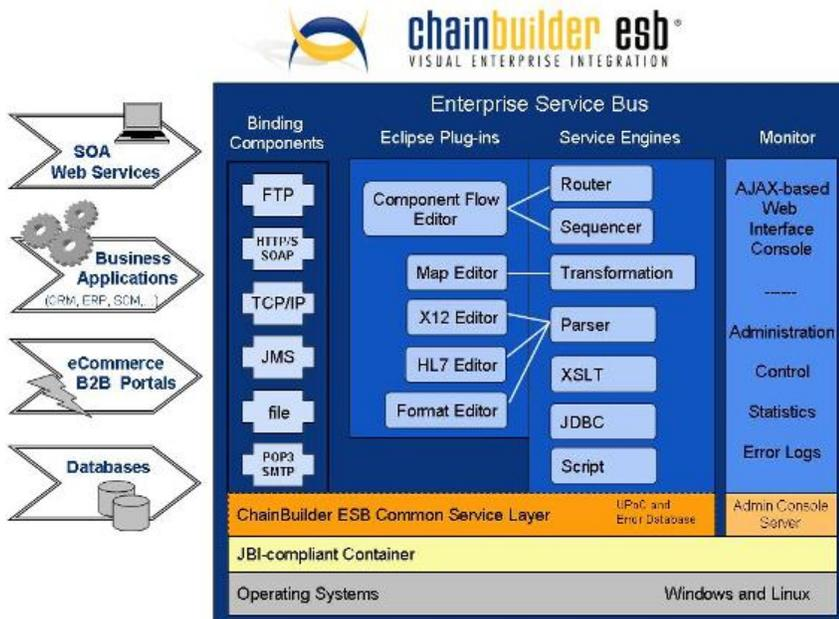 chainbuilder esb®
VISUAL ENTERPRISE INTEGRATION
SOA
Web Services
Business
Applications
(CRM, ERP, SCM,...)
eCommerce
B2B Portals
Databases
Enterprise Service Bus
Binding
Components
FTP
HTTP/S
SOAP
TCP/IP
JMS
file
POP3
SMTP
Eclipse Plug-ins
Component Flow
Editor
Map Editor
X12 Editor
HL7 Editor
Format Editor
Service Engines
Router
Sequencer
Transformation
Parser
XSLT
JDBC
Script
Monitor
AJAX-based
Web
Interface
Console
------
Administration
Control
Statistics
Error Logs
ChainBuilder ESB Common Service Layer
UPoC and
Error Database
Admin Console
Server
JBI-compliant Container
Operating Systems
Windows and Linux